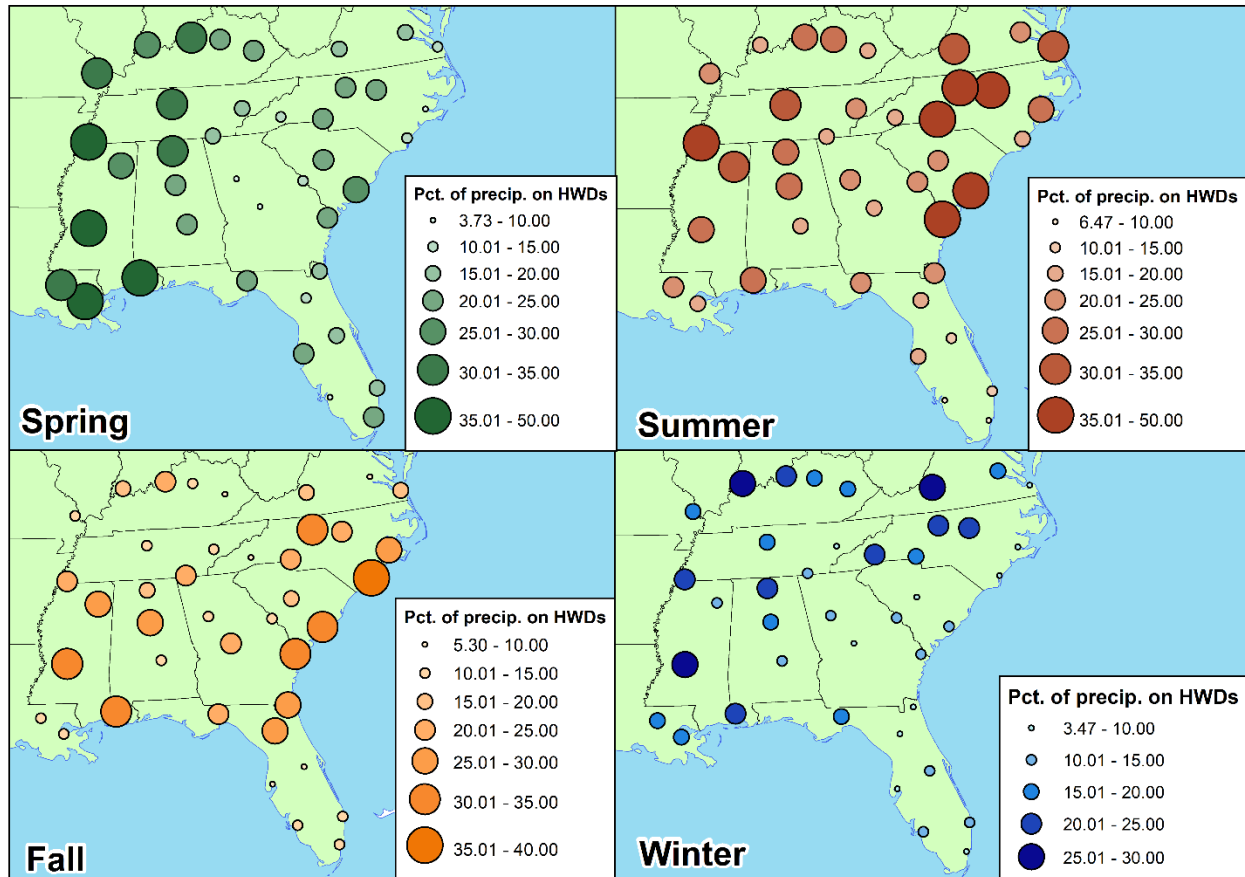 Pct. of precip. on HWDs
3.73 - 10.00
10.01 - 15.00
15.01 - 20.00
20.01 - 25.00
25.01 - 30.00
30.01 - 35.00
35.01 - 50.00
Spring
Pct. of precip. on HWDs
6.47 - 10.00
10.01 - 15.00
15.01 - 20.00
20.01 - 25.00
25.01 - 30.00
30.01 - 35.00
35.01 - 50.00
Summer
Pct. of precip. on HWDs
5.30 - 10.00
10.01 - 15.00
15.01 - 20.00
20.01 - 25.00
25.01 - 30.00
30.01 - 35.00
35.01 - 40.00
Fall
Pct. of precip. on HWDs
3.47 - 10.00
10.01 - 15.00
15.01 - 20.00
20.01 - 25.00
25.01 - 30.00
Winter